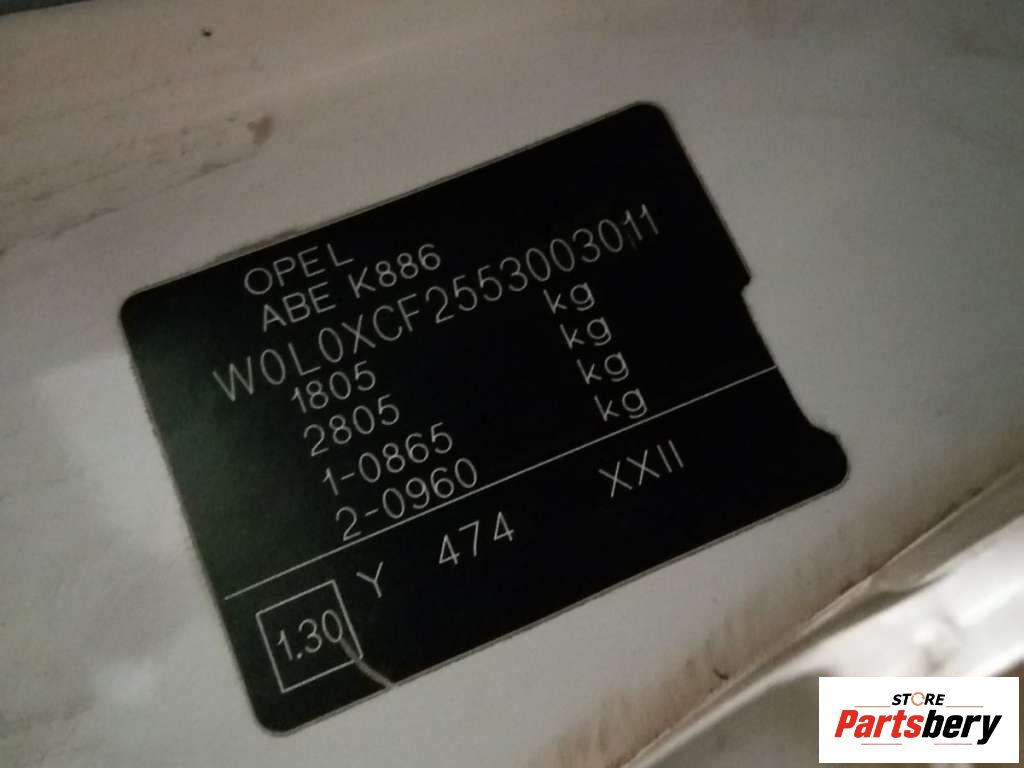 OPEL
ABE K886
W0L0XCF2553003011
1805 kg
2805 kg
1-0865 kg
2-0960 kg
1.30 Y 474 XXII
STORE
Partsbery